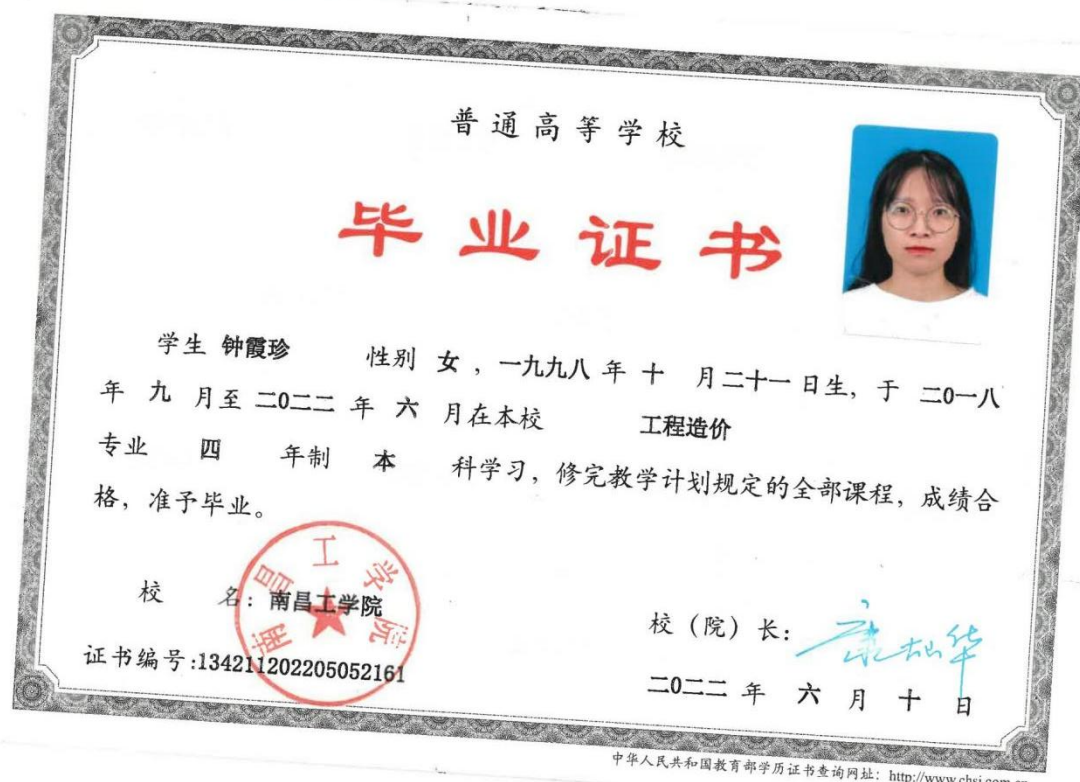 普通高等学校
毕业证书
学生 钟霞珍 性别 女 ，一九九八 年 十 月二十一日生，于 二0一八
年 九 月至 二0二二 年 六 月在本校 工程造价
专业 四 年制 本 科学习，修完教学计划规定的全部课程，成绩合
格，准予毕业。
南昌工学院
校 名：南昌工学院
校（院）长：
证书编号:134211202205052161
二0二二 年 六 月 十 日
中华人民共和国教育部学历证书查询网址：http://www.chsi.com.cn